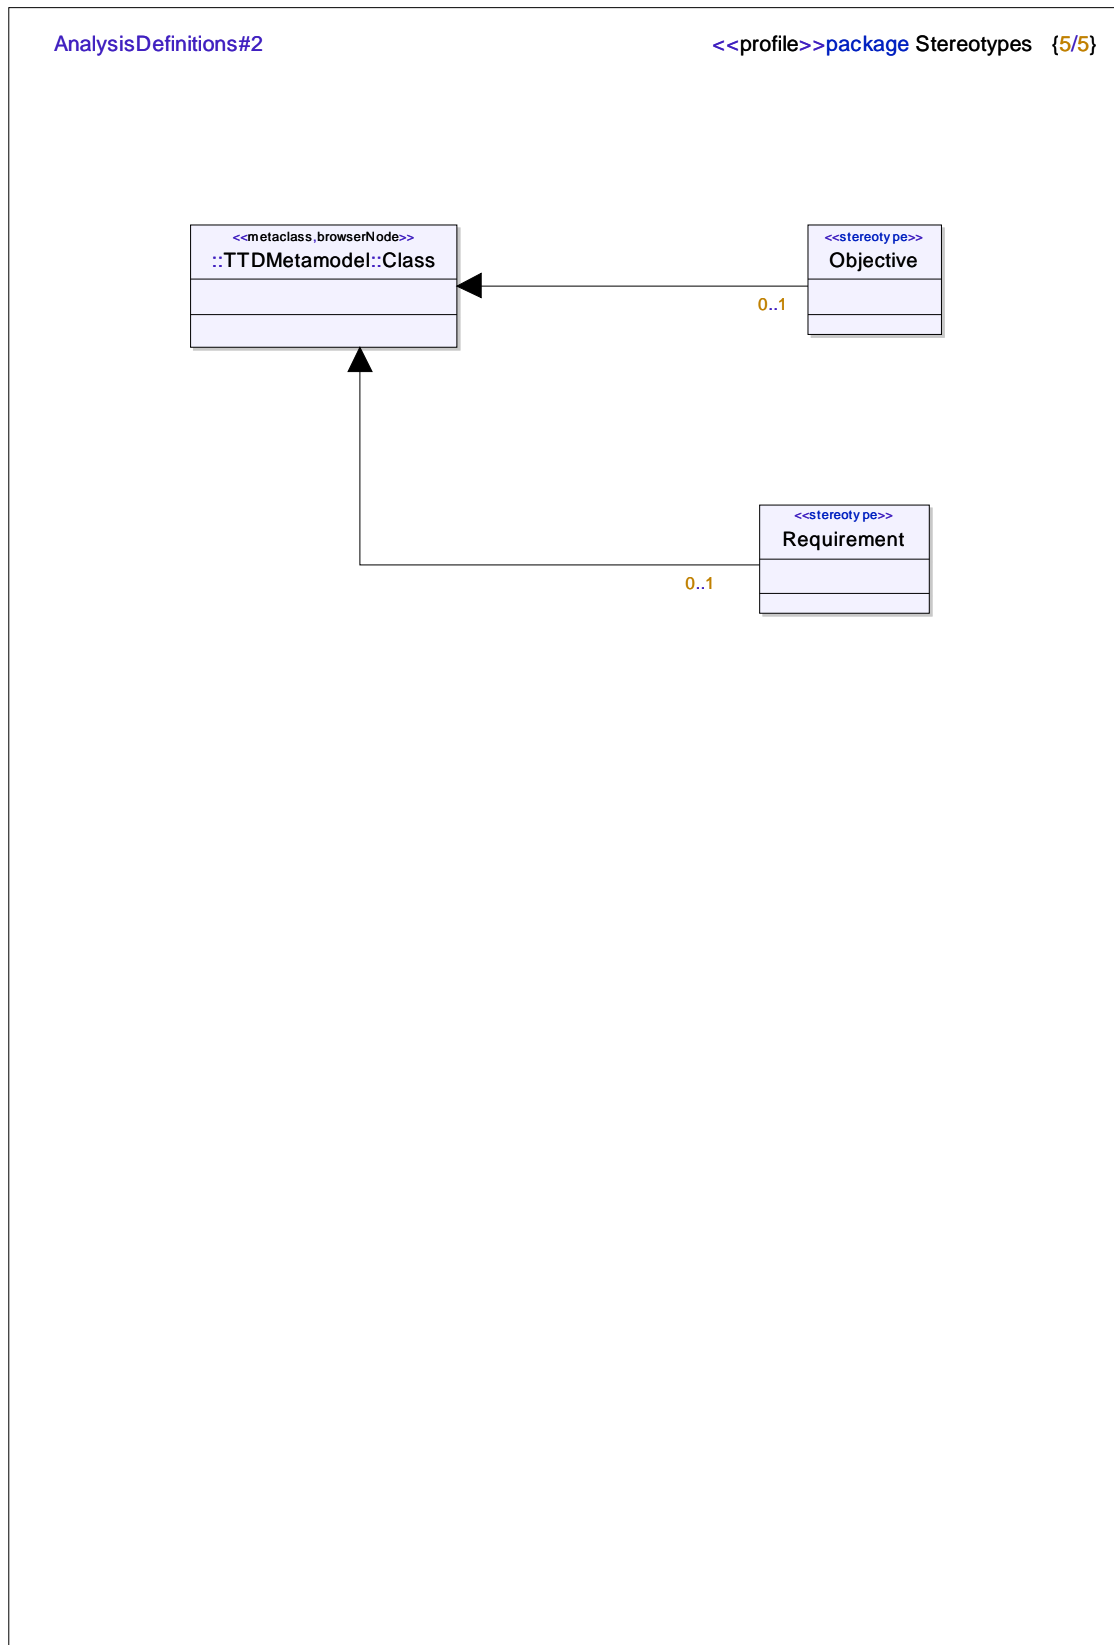 AnalysisDefinitions#2
<<profile>>package Stereotypes {5/5}
<<metaclass,browserNode>>
::TTDMetamodel::Class
<<stereotype>>
Objective
0..1
<<stereotype>>
Requirement
0..1